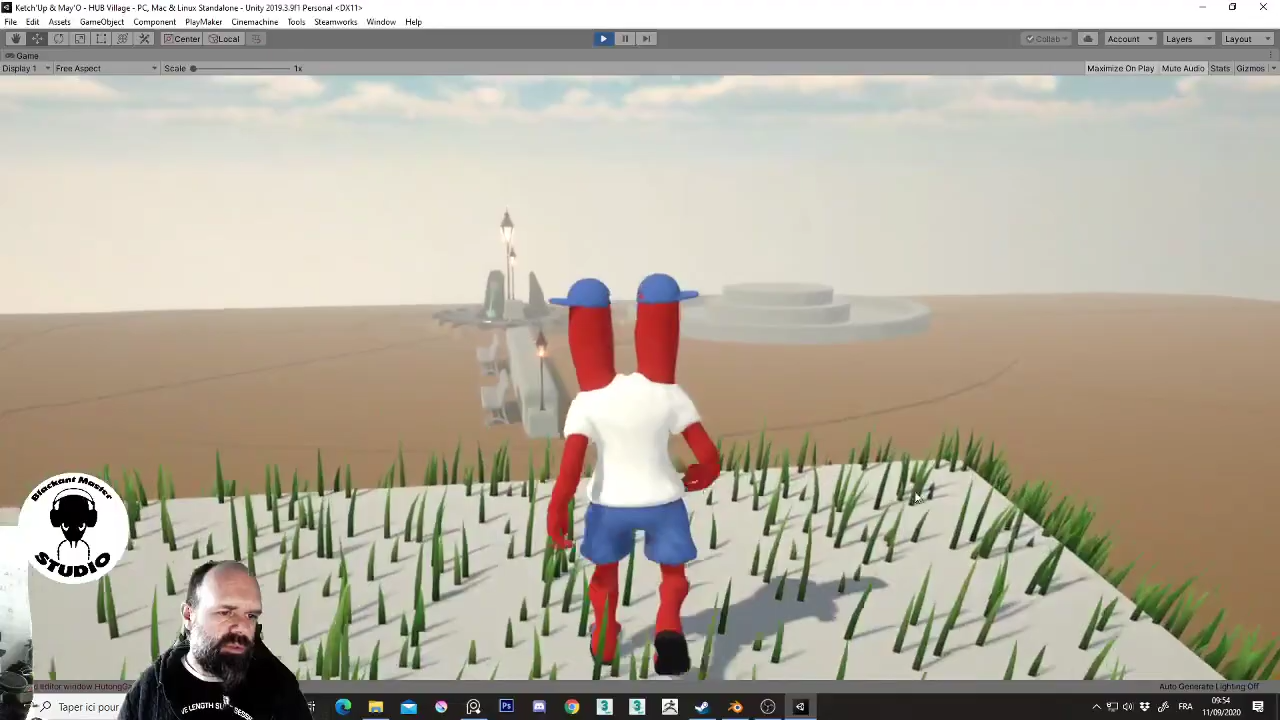 Ketch'Up & May'O - HUB Village - PC, Mac & Linux Standalone - Unity 2019.3.9f1 Personal <DX11>
File Edit Assets GameObject Component PlayMaker Cinemachine Tools Steamworks Window Help
Center Local Collab Account Layers Layout
Game
Display 1 Free Aspect Scale 1x Maximize On Play Mute Audio Stats Gizmos
Blackant Master
STUDIO
Auto Generate Lighting Off
Taper ici pour
FRA
09:54
11/09/2020